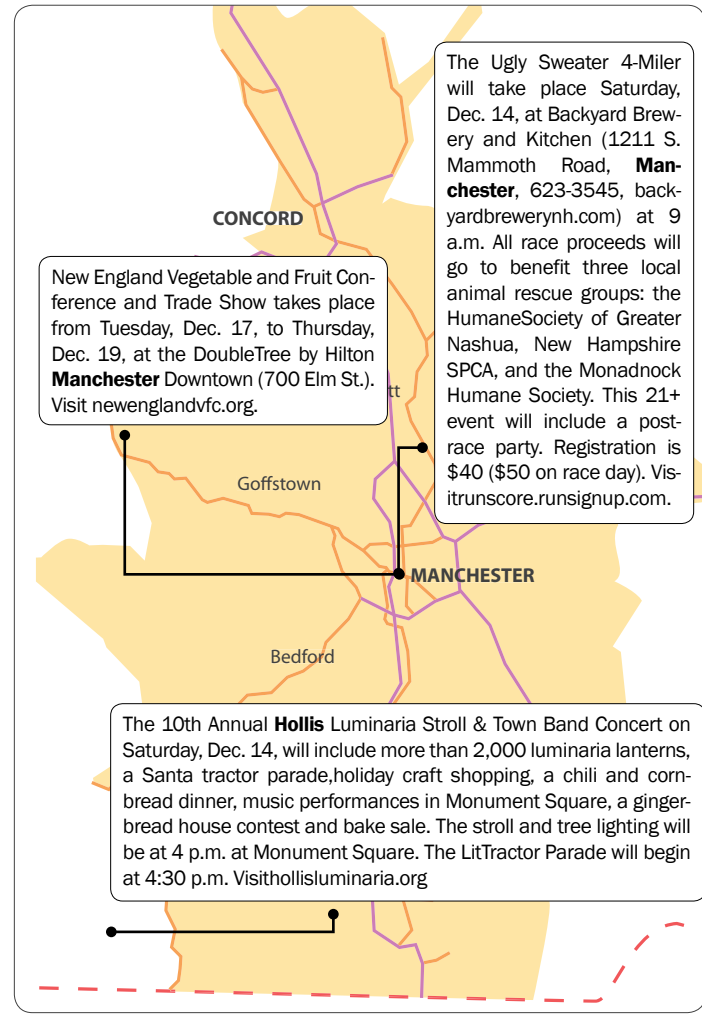 The Ugly Sweater 4-Miler
will take place Saturday,
Dec. 14, at Backyard Brew-
ery and Kitchen (1211 S.
Mammoth Road, Man-
chester, 623-3545, back-
yardbrewerynh.com) at 9
a.m. All race proceeds will
go to benefit three local
animal rescue groups: the
HumaneSociety of Greater
Nashua, New Hampshire
SPCA, and the Monadnock
Humane Society. This 21+
event will include a post-
race party. Registration is
$40 ($50 on race day). Vis-
itrunscore.runsignup.com.
CONCORD
New England Vegetable and Fruit Con-
ference and Trade Show takes place
from Tuesday, Dec. 17, to Thursday,
Dec. 19, at the DoubleTree by Hilton
Manchester Downtown (700 Elm St.).
Visit newenglandvfc.org.
tt
Goffstown
MANCHESTER
Bedford
The 10th Annual Hollis Luminaria Stroll & Town Band Concert on
Saturday, Dec. 14, will include more than 2,000 luminaria lanterns,
a Santa tractor parade,holiday craft shopping, a chili and corn-
bread dinner, music performances in Monument Square, a ginger-
bread house contest and bake sale. The stroll and tree lighting will
be at 4 p.m. at Monument Square. The LitTractor Parade will begin
at 4:30 p.m. Visithollisluminaria.org